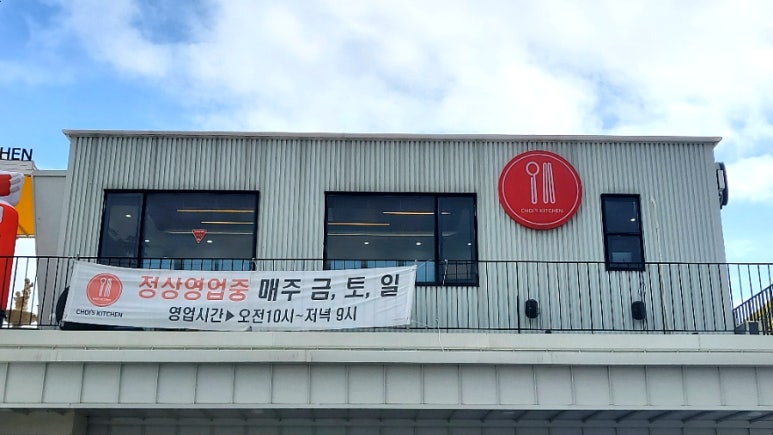 HEN
CHOI'S KITCHEN
정상영업중 매주 금, 토, 일
영업시간▶오전10시~저녁 9시
CHOI'S KITCHEN